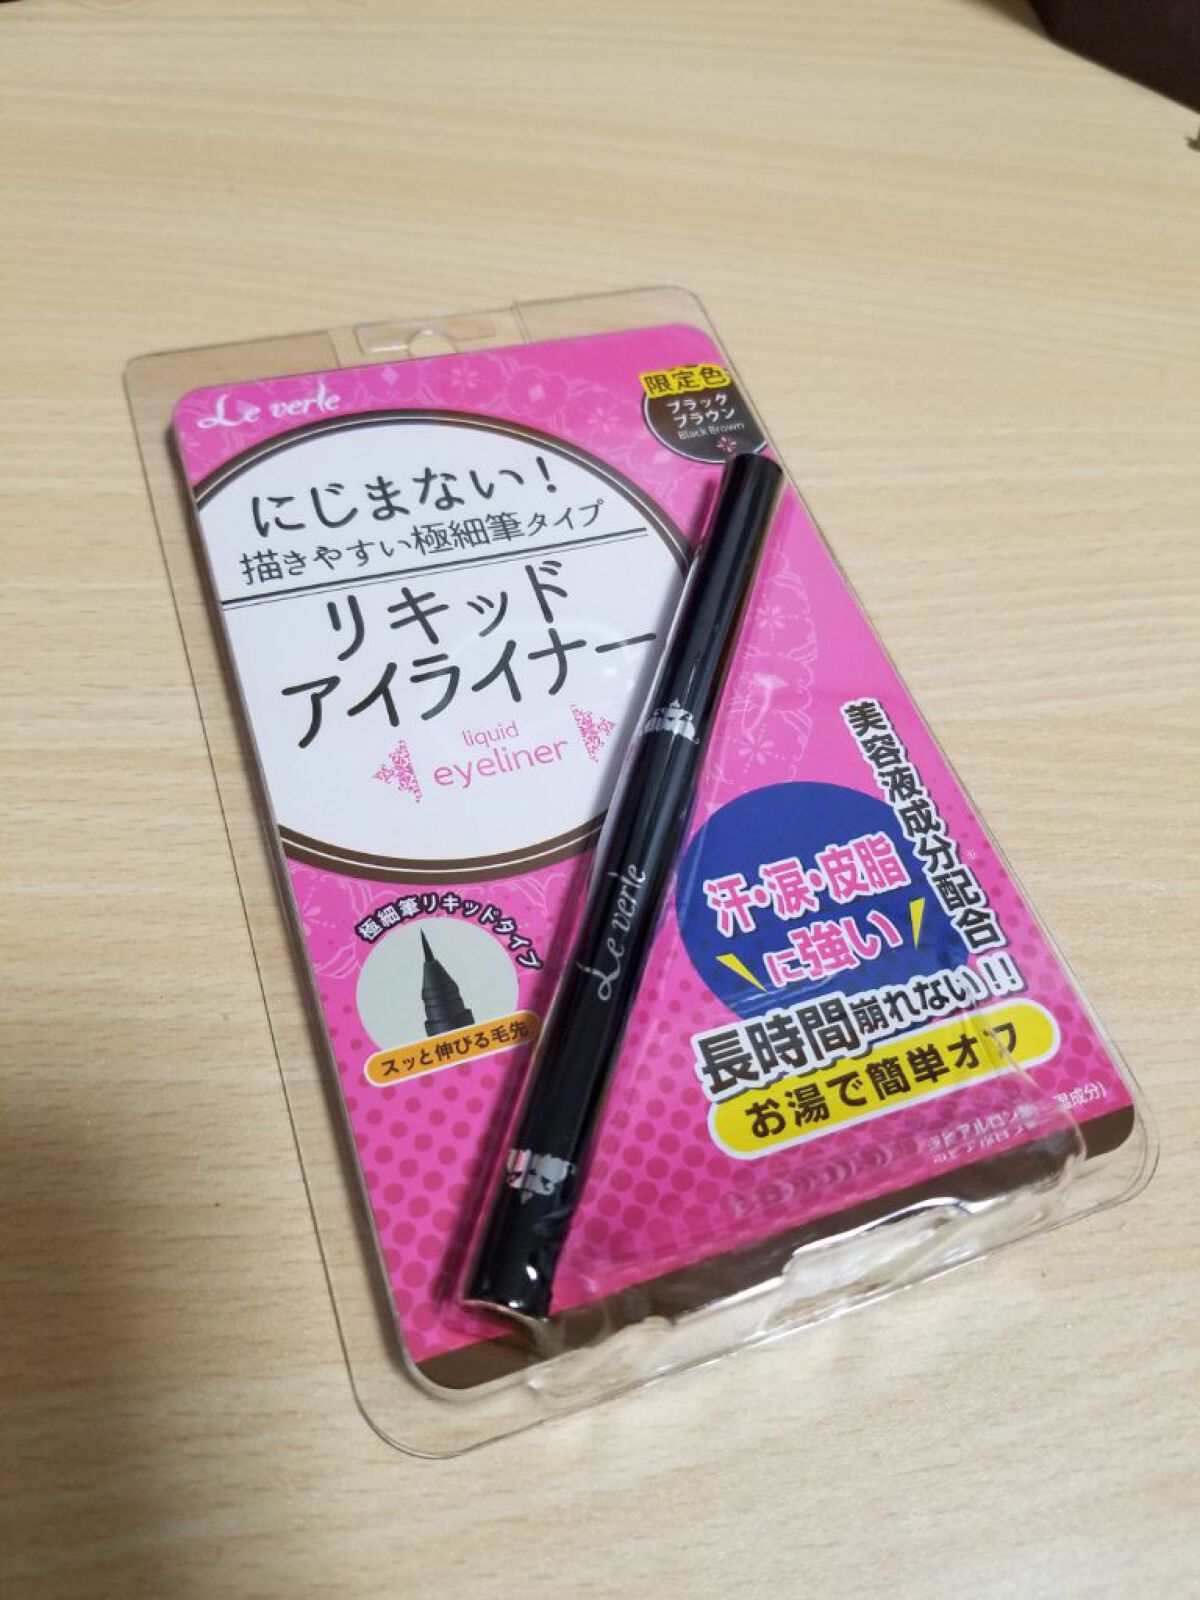 Le verle
限定色
ブラック
ブラウン
Black Brown
にじまない!
描きやすい極細筆タイプ
リキッド
アイライナー
liquid
eyeliner
極細筆リキッドタイプ
スッと伸びる毛先
Le verle
美容液成分配合
汗・涙・皮脂
に強い
長時間崩れない!!
お湯で簡単オフ